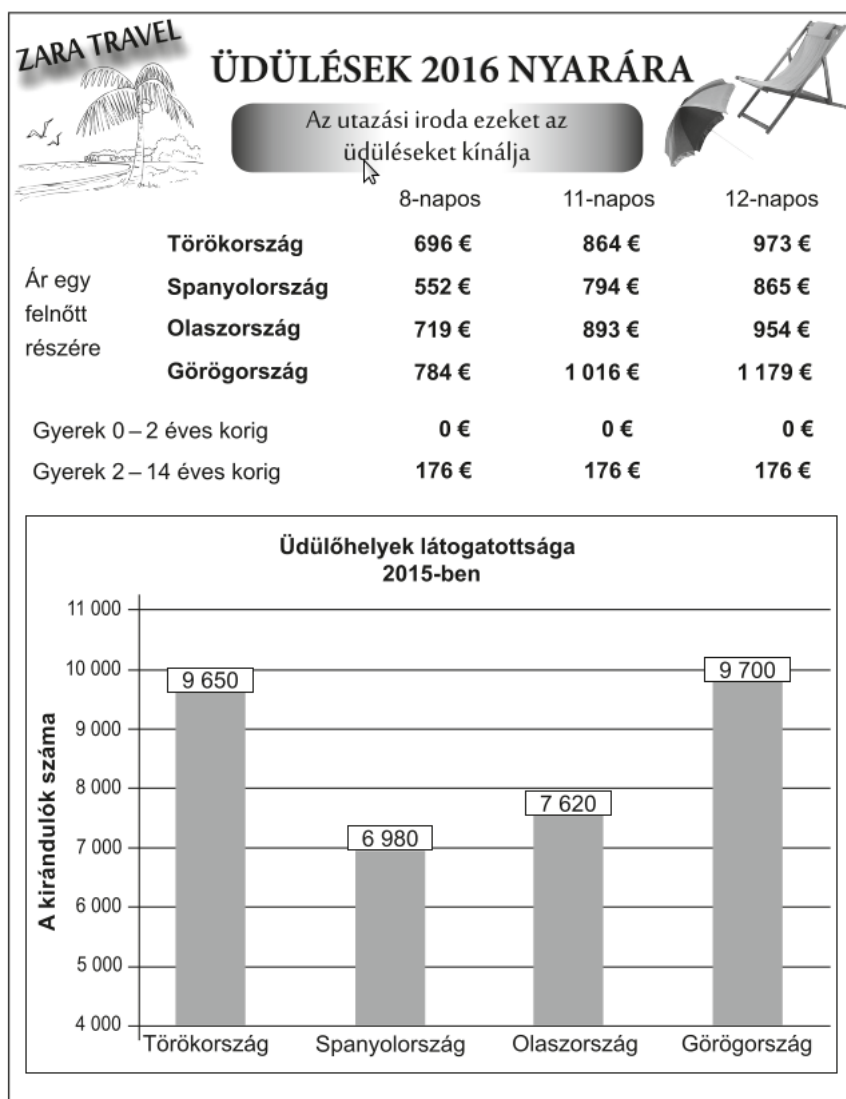 ZARA TRAVEL
ÜDÜLÉSEK 2016 NYARÁRA
Az utazási iroda ezeket az
üdüléseket kínálja
8-napos 11-napos 12-napos
Ár egy
felnőtt
részére
Törökország 696 € 864 € 973 €
Spanyolország 552 € 794 € 865 €
Olaszország 719 € 893 € 954 €
Görögország 784 € 1 016 € 1 179 €
Gyerek 0 – 2 éves korig 0 € 0 € 0 €
Gyerek 2 – 14 éves korig 176 € 176 € 176 €
Üdülőhelyek látogatottsága
2015-ben
A kirándulók száma
11 000
10 000
9 000
8 000
7 000
6 000
5 000
4 000
9 650
6 980
7 620
9 700
Törökország Spanyolország Olaszország Görögország